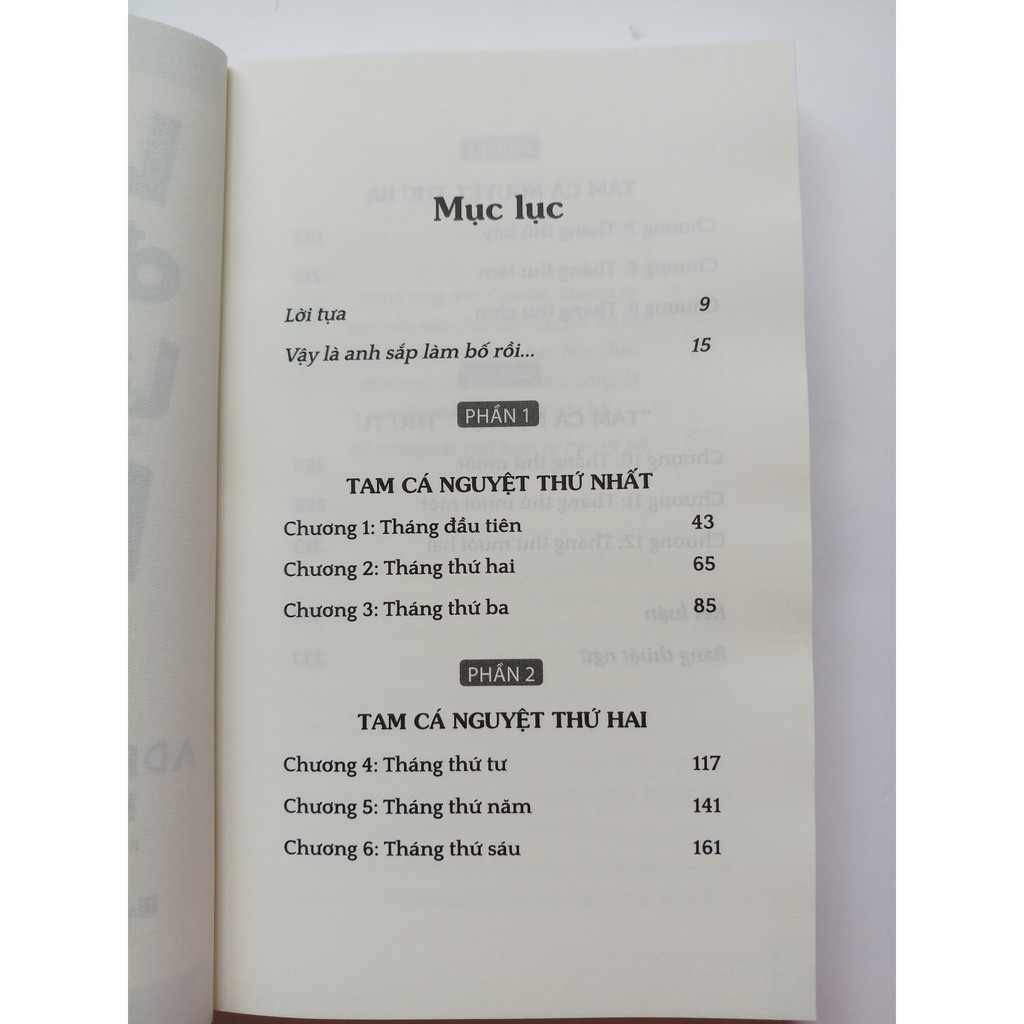 Mục lục
Lời tựa 9
Vậy là anh sắp làm bố rồi... 15
PHẦN 1
TAM CÁ NGUYỆT THỨ NHẤT
Chương 1: Tháng đầu tiên 43
Chương 2: Tháng thứ hai 65
Chương 3: Tháng thứ ba 85
PHẦN 2
TAM CÁ NGUYỆT THỨ HAI
Chương 4: Tháng thứ tư 117
Chương 5: Tháng thứ năm 141
Chương 6: Tháng thứ sáu 161